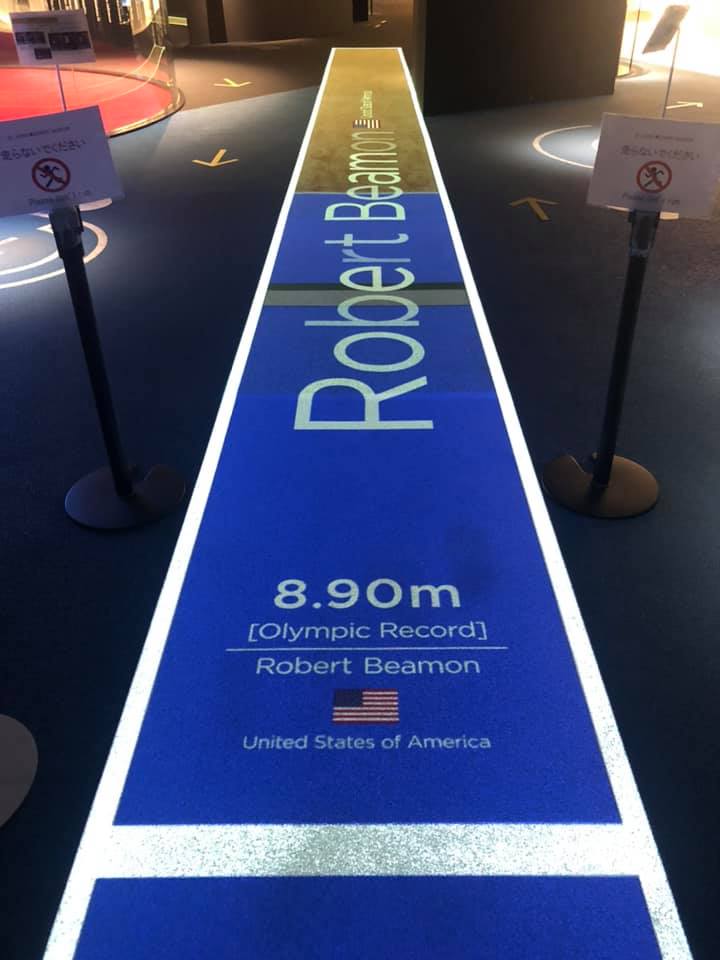 走らないでください
走らないでください
Robert Beamon
8.90m
[Olympic Record]
Robert Beamon
United States of America